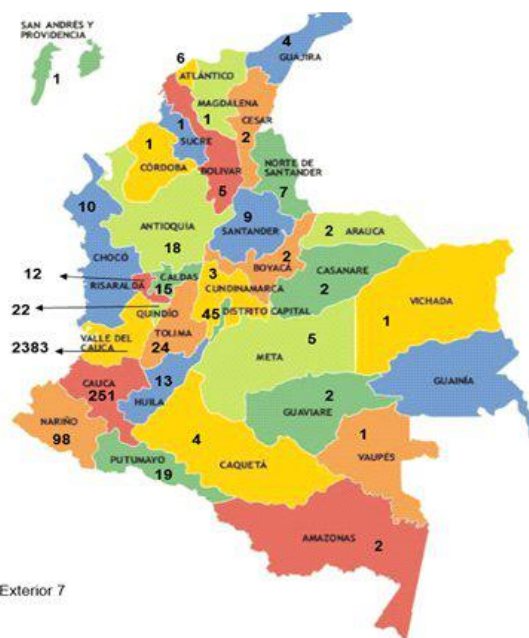 SAN ANDRÉS Y
PROVIDENCIA
1
6
ATLÁNTICO
4
GUAJIRA
MAGDALENA
1
CESAR
2
1
SUCRE
1
CÓRDOBA
BOLIVAR
5
NORTE DE
SANTANDER
7
10
CHOCÓ
ANTIOQUIA
18
9
SANTANDER
2
ARAUCA
2
BOYACÁ
CASANARE
2
12
RISARALDA
CALDAS
15
3
CUNDINAMARCA
VICHADA
1
22
QUINDÍO
45
DISTRITO CAPITAL
2383
VALLE DEL
CAUCA
TOLIMA
24
META
5
CAUCA
251
13
HUILA
GUAINÍA
2
GUAVIARE
NARIÑO
98
4
CAQUETÁ
1
VAUPÉS
PUTUMAYO
19
AMAZONAS
2
Exterior 7